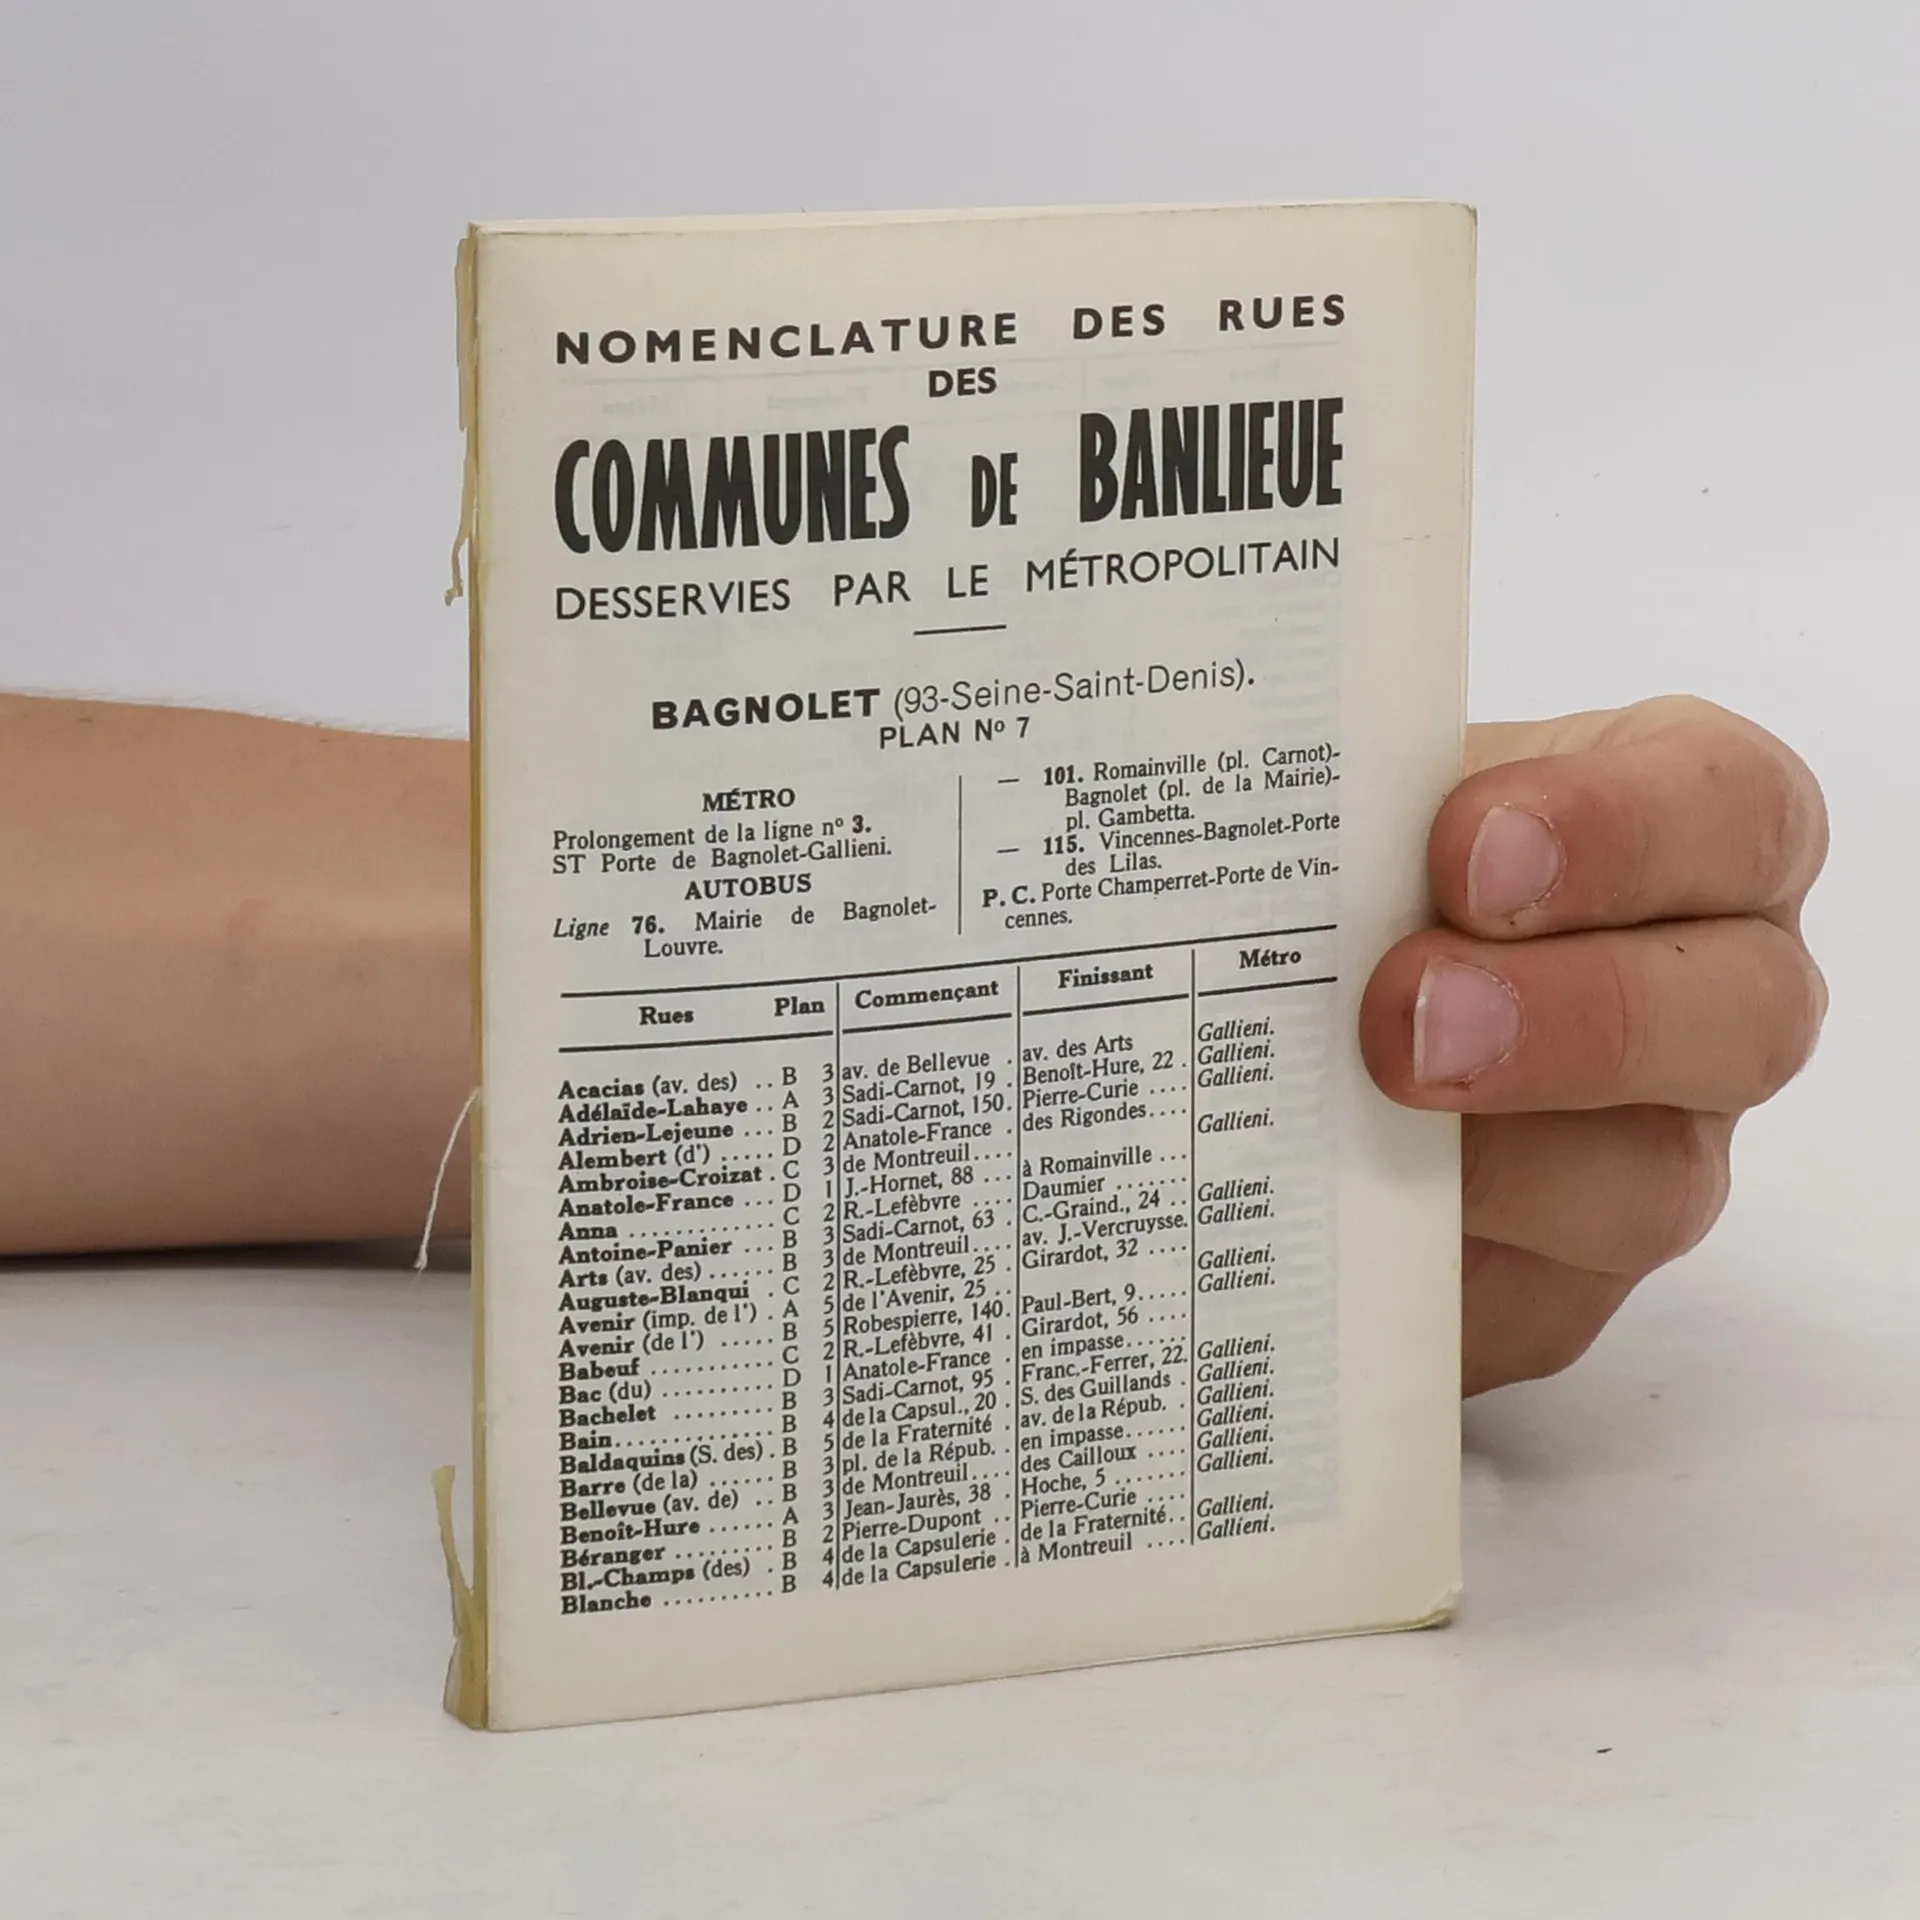 NOMENCLATURE DES RUES
DES
COMMUNES DE BANLIEUE
DESSERVIES PAR LE MÉTROPOLITAIN
BAGNOLET (93-Seine-Saint-Denis).
PLAN Nº 7
MÉTRO
Prolongement de la ligne nº 3.
ST Porte de Bagnolet-Gallieni.
AUTOBUS
Ligne 76. Mairie de Bagnolet-
Louvre.
— 101. Romainville (pl. Carnot)-
Bagnolet (pl. de la Mairie)-
pl. Gambetta.
— 115. Vincennes-Bagnolet-Porte
des Lilas.
P. C. Porte Champerret-Porte de Vin-
cennes.
Rues Plan Commençant Finissant Métro
Acacias (av. des) .. B 3 av. de Bellevue . av. des Arts Gallieni.
Adélaïde-Lahaye .. A 3 Sadi-Carnot, 19 . Benoît-Hure, 22 . Gallieni.
Adrien-Lejeune ... B 2 Sadi-Carnot, 150. Pierre-Curie .... Gallieni.
Alembert (d') ..... D 2 Anatole-France . des Rigondes....
Ambroise-Croizat . C 3 de Montreuil.... Gallieni.
Anatole-France ... D 1 J.-Hornet, 88 ... à Romainville ...
Anna ............ C 2 R.-Lefèbvre .... Daumier .......
Antoine-Panier ... B 3 Sadi-Carnot, 63 . C.-Graind., 24 .. Gallieni.
Arts (av. des) ...... B 3 de Montreuil.... av. J.-Vercruysse. Gallieni.
Auguste-Blanqui . C 2 R.-Lefèbvre, 25 . Girardot, 32 ....
Avenir (imp. de l') . A 5 de l'Avenir, 25 .. Gallieni.
Avenir (de l') ..... B 5 Robespierre, 140. Paul-Bert, 9..... Gallieni.
Babeuf ........... C 2 R.-Lefèbvre, 41 . Girardot, 56 ....
Bac (du) .......... D 1 Anatole-France . en impasse......
Bachelet ......... B 3 Sadi-Carnot, 95 . Franc.-Ferrer, 22. Gallieni.
Bain.............. B 4 de la Capsul., 20 . S. des Guillands . Gallieni.
Baldaquins (S. des) . B 5 de la Fraternité . av. de la Répub. . Gallieni.
Barre (de la) ...... B 3 pl. de la Répub. . en impasse...... Gallieni.
Bellevue (av. de) .. B 3 de Montreuil.... des Cailloux .... Gallieni.
Benoît-Hure ...... A 3 Jean-Jaurès, 38 . Hoche, 5 ....... Gallieni.
Béranger ......... B 2 Pierre-Dupont .. Pierre-Curie ....
Bl.-Champs (des) . B 4 de la Capsulerie . de la Fraternité.. Gallieni.
Blanche .......... B 4 de la Capsulerie . à Montreuil .... Gallieni.